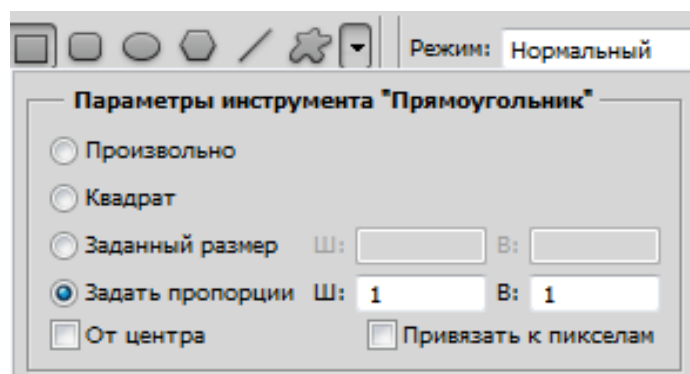 Режим: Нормальный
Параметры инструмента "Прямоугольник"
Произвольно
Квадрат
Заданный размер Ш: В:
Задать пропорции Ш: 1 В: 1
От центра Привязать к пикселам